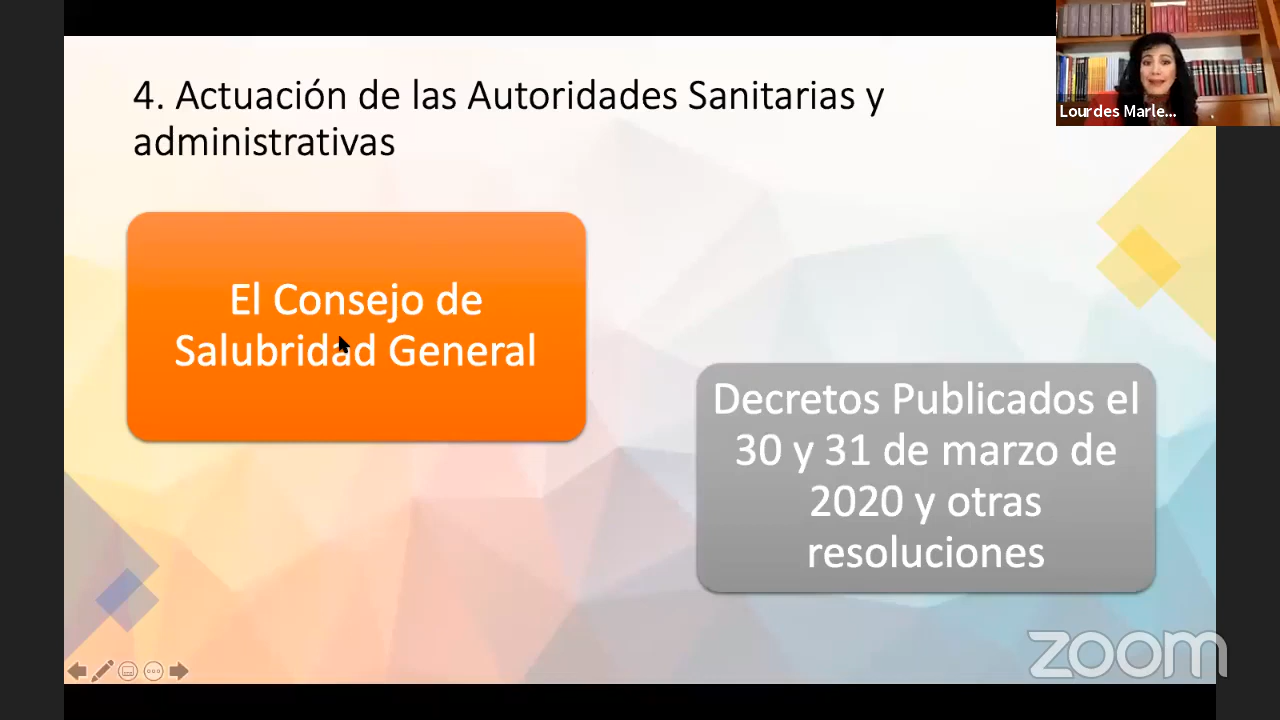 4. Actuación de las Autoridades Sanitarias y
administrativas
Lourdes Marle...
El Consejo de
Salubridad General
Decretos Publicados el
30 y 31 de marzo de
2020 y otras
resoluciones
zoom